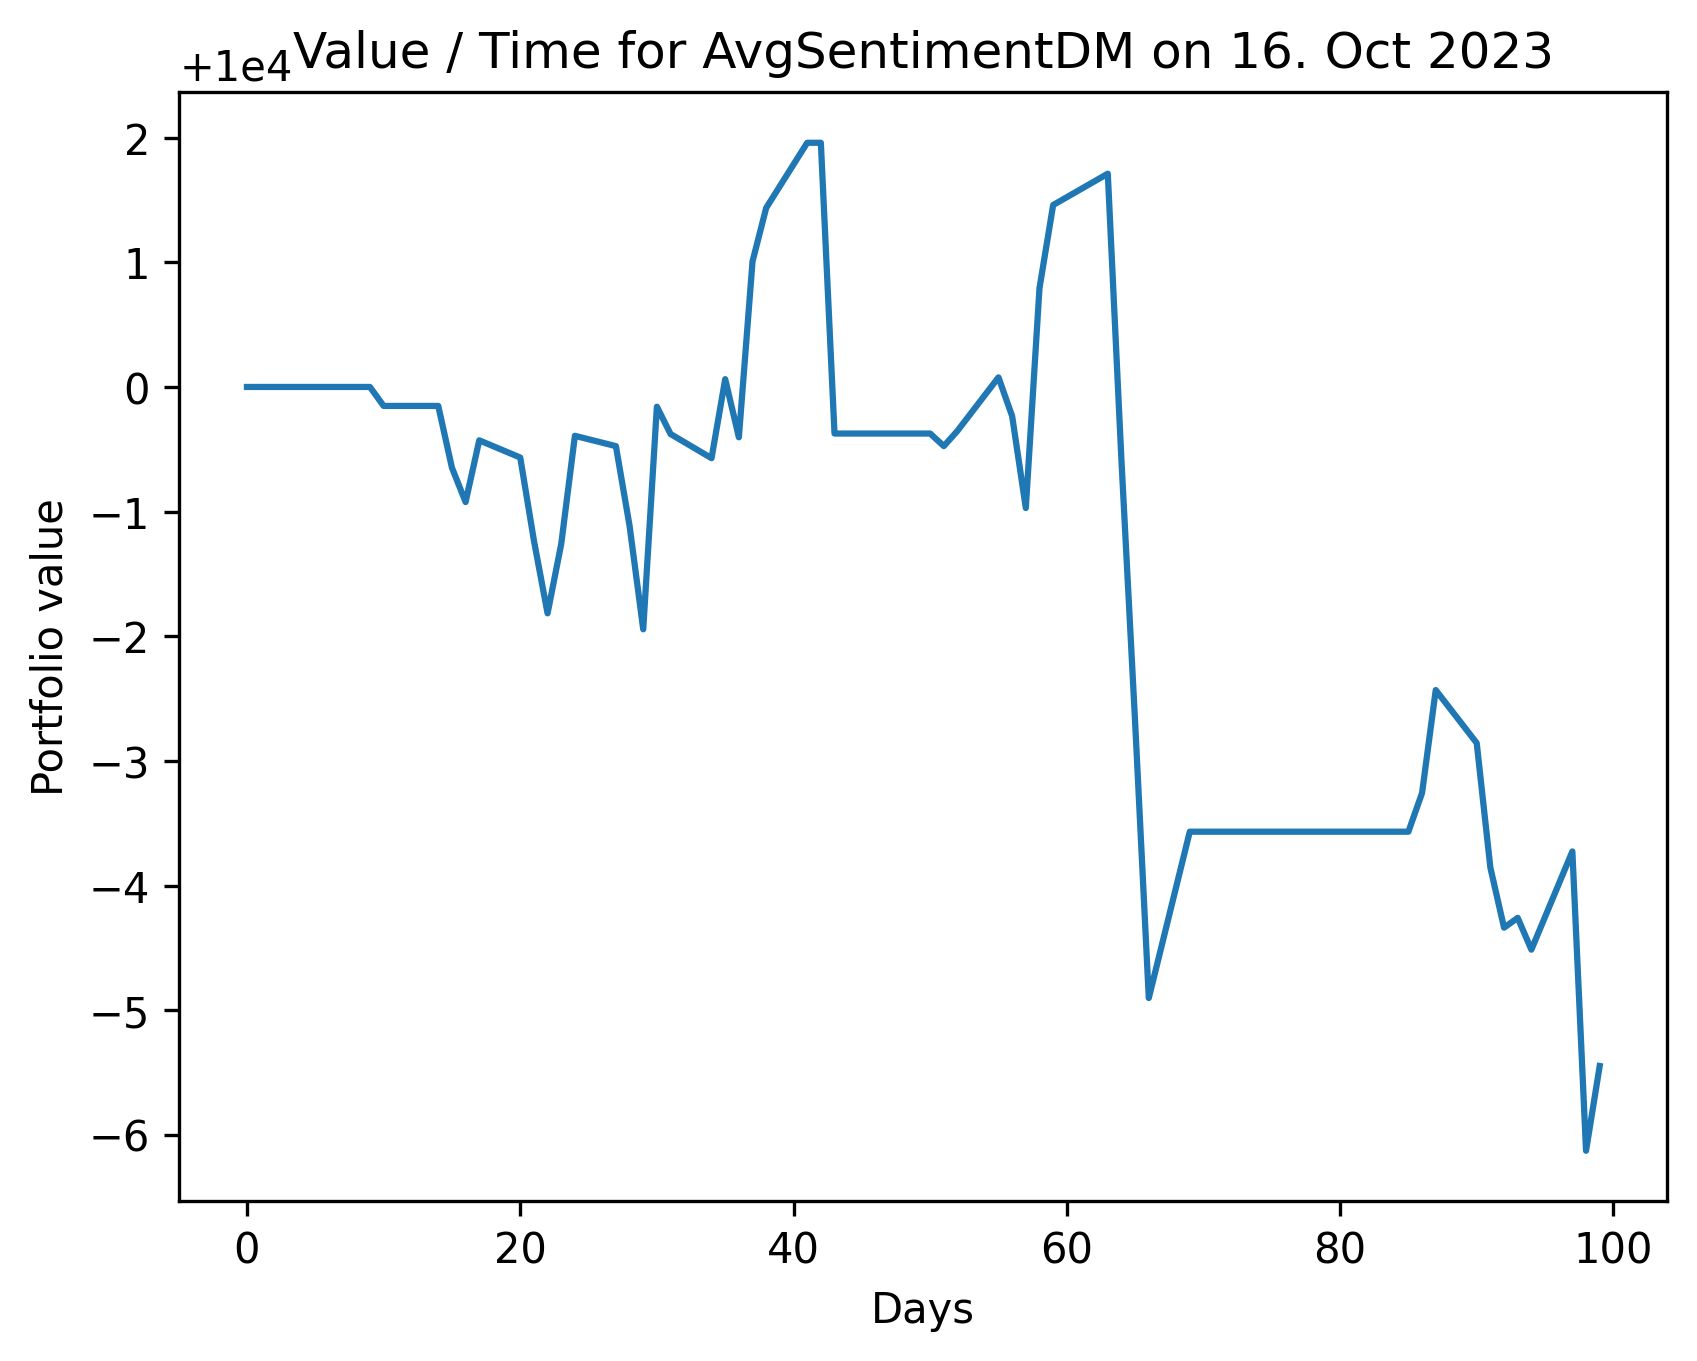 Value / Time for AvgSentimentDM on 16. Oct 2023
+1e4
2
1
0
−1
−2
−3
−4
−5
−6
Portfolio value
0 20 40 60 80 100
Days